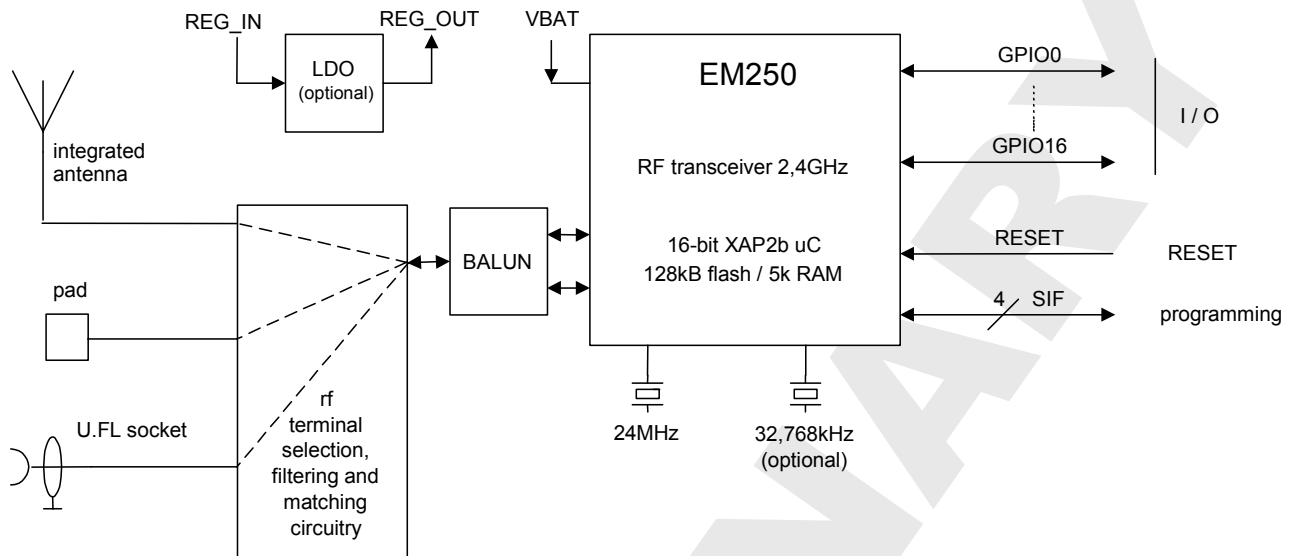 REG_IN
REG_OUT
VBAT
LDO
(optional)
EM250
GPIO0
I / O
GPIO16
integrated
antenna
RF transceiver 2,4GHz
16-bit XAP2b uC
128kB flash / 5k RAM
BALUN
RESET
RESET
pad
4
SIF
programming
rf
terminal
selection,
filtering and
matching
circuitry
U.FL socket
24MHz
32,768kHz
(optional)
NARY